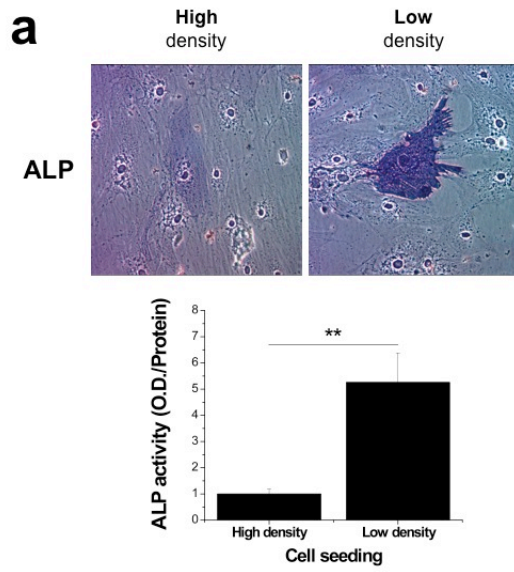 a
High
density
Low
density
ALP
ALP activity (O.D./Protein)
8
7
6
5
4
3
2
1
0
**
High density
Low density
Cell seeding